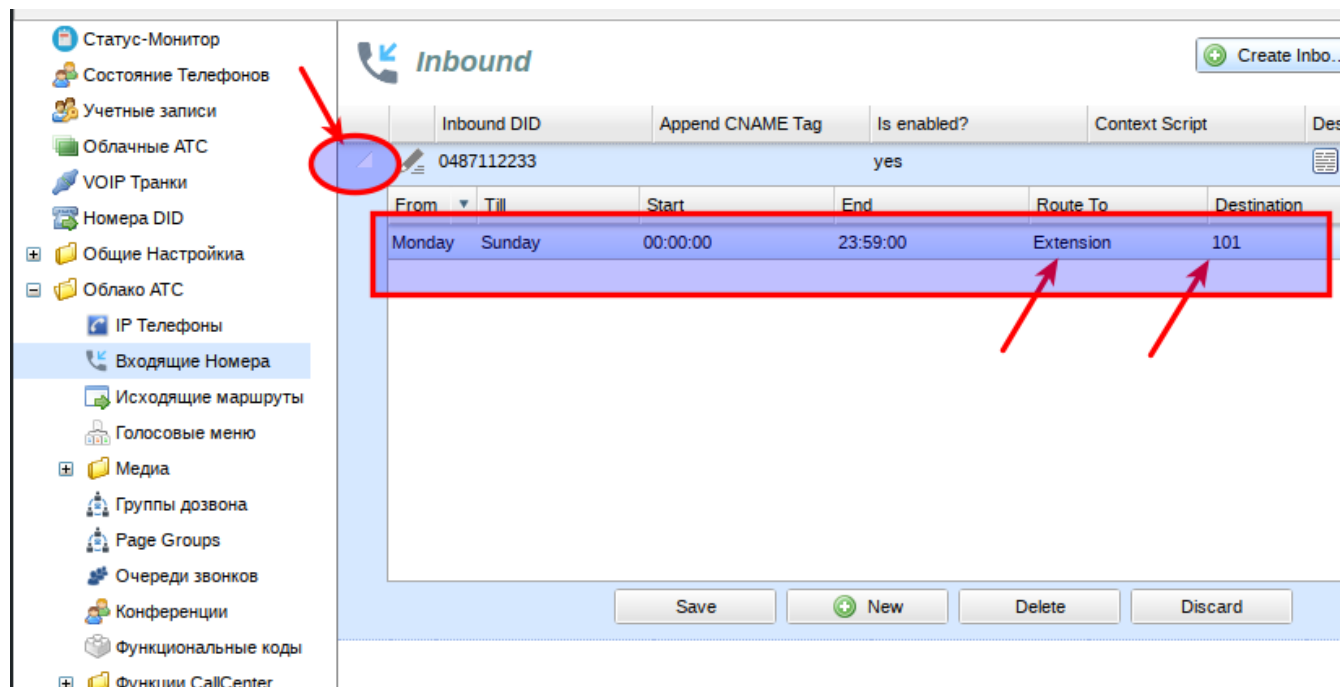 Статус-Монитор
Состояние Телефонов
Учетные записи
Облачные АТС
VOIP Транки
Номера DID
Общие Настройкиа
Облако АТС
IP Телефоны
Входящие Номера
Исходящие маршруты
Голосовые меню
Медиа
Группы дозвона
Page Groups
Очереди звонков
Конференции
Функциональные коды
Функции CallCenter
Inbound
Create Inbo...
Inbound DID Append CNAME Tag Is enabled? Context Script Des
0487112233 yes
From Till Start End Route To Destination
Monday Sunday 00:00:00 23:59:00 Extension 101
Save New Delete Discard